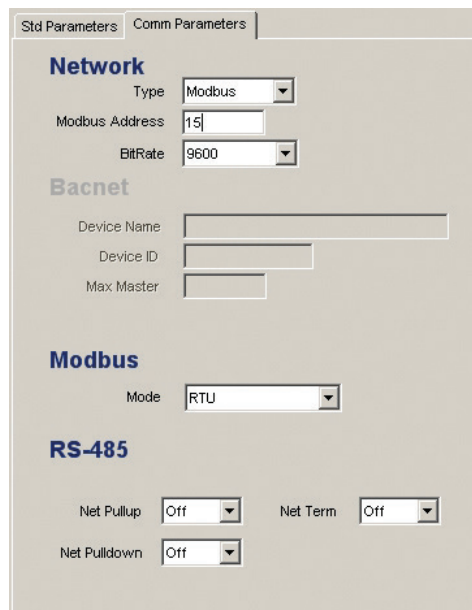 Std Parameters Comm Parameters
Network
Type Modbus
Modbus Address 15
BitRate 9600
Bacnet
Device Name
Device ID
Max Master
Modbus
Mode RTU
RS-485
Net Pullup Off Net Term Off
Net Pulldown Off